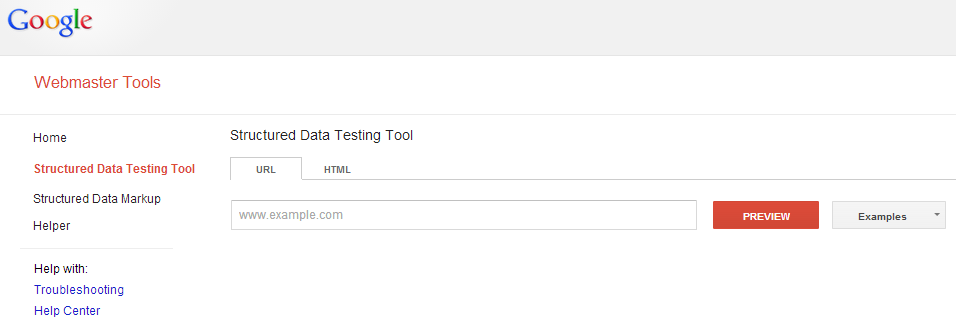 Google
Webmaster Tools
Home
Structured Data Testing Tool
Structured Data Markup
Helper
Help with:
Troubleshooting
Help Center
Structured Data Testing Tool
URL HTML
www.example.com PREVIEW Examples